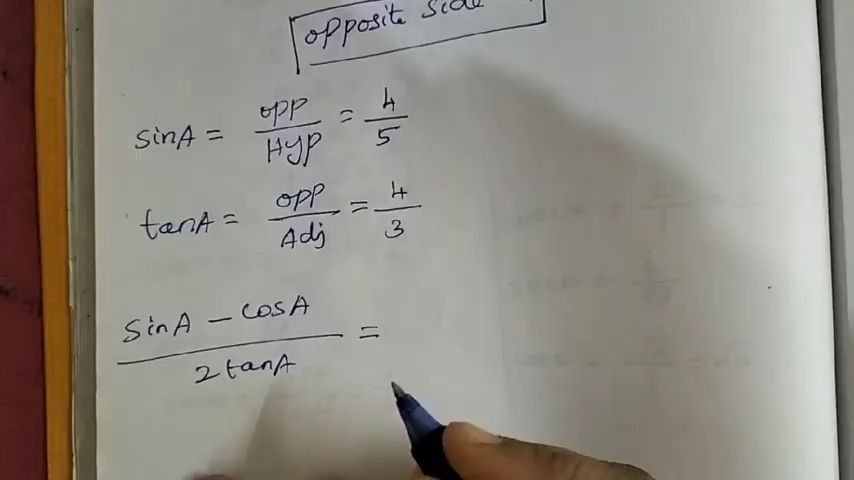 opposite side
sinA = opp/Hyp = 4/5
tanA = opp/Adj = 4/3
sinA - cosA / 2tanA =